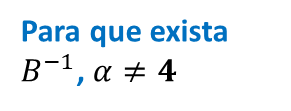 Para que exista
B⁻¹, α ≠ 4